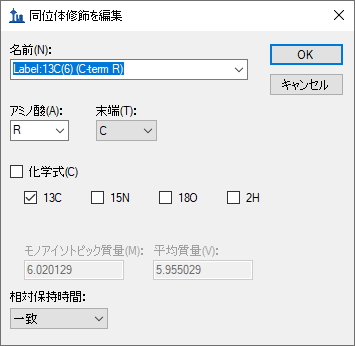 同位体修飾を編集
名前(N):
Label:13C(6) (C-term R)
OK
キャンセル
アミノ酸(A):
末端(T):
R
C
化学式(C)
13C
15N
18O
2H
モノアイソトピック質量(M):
平均質量(V):
6.020129
5.955029
相対保持時間:
一致